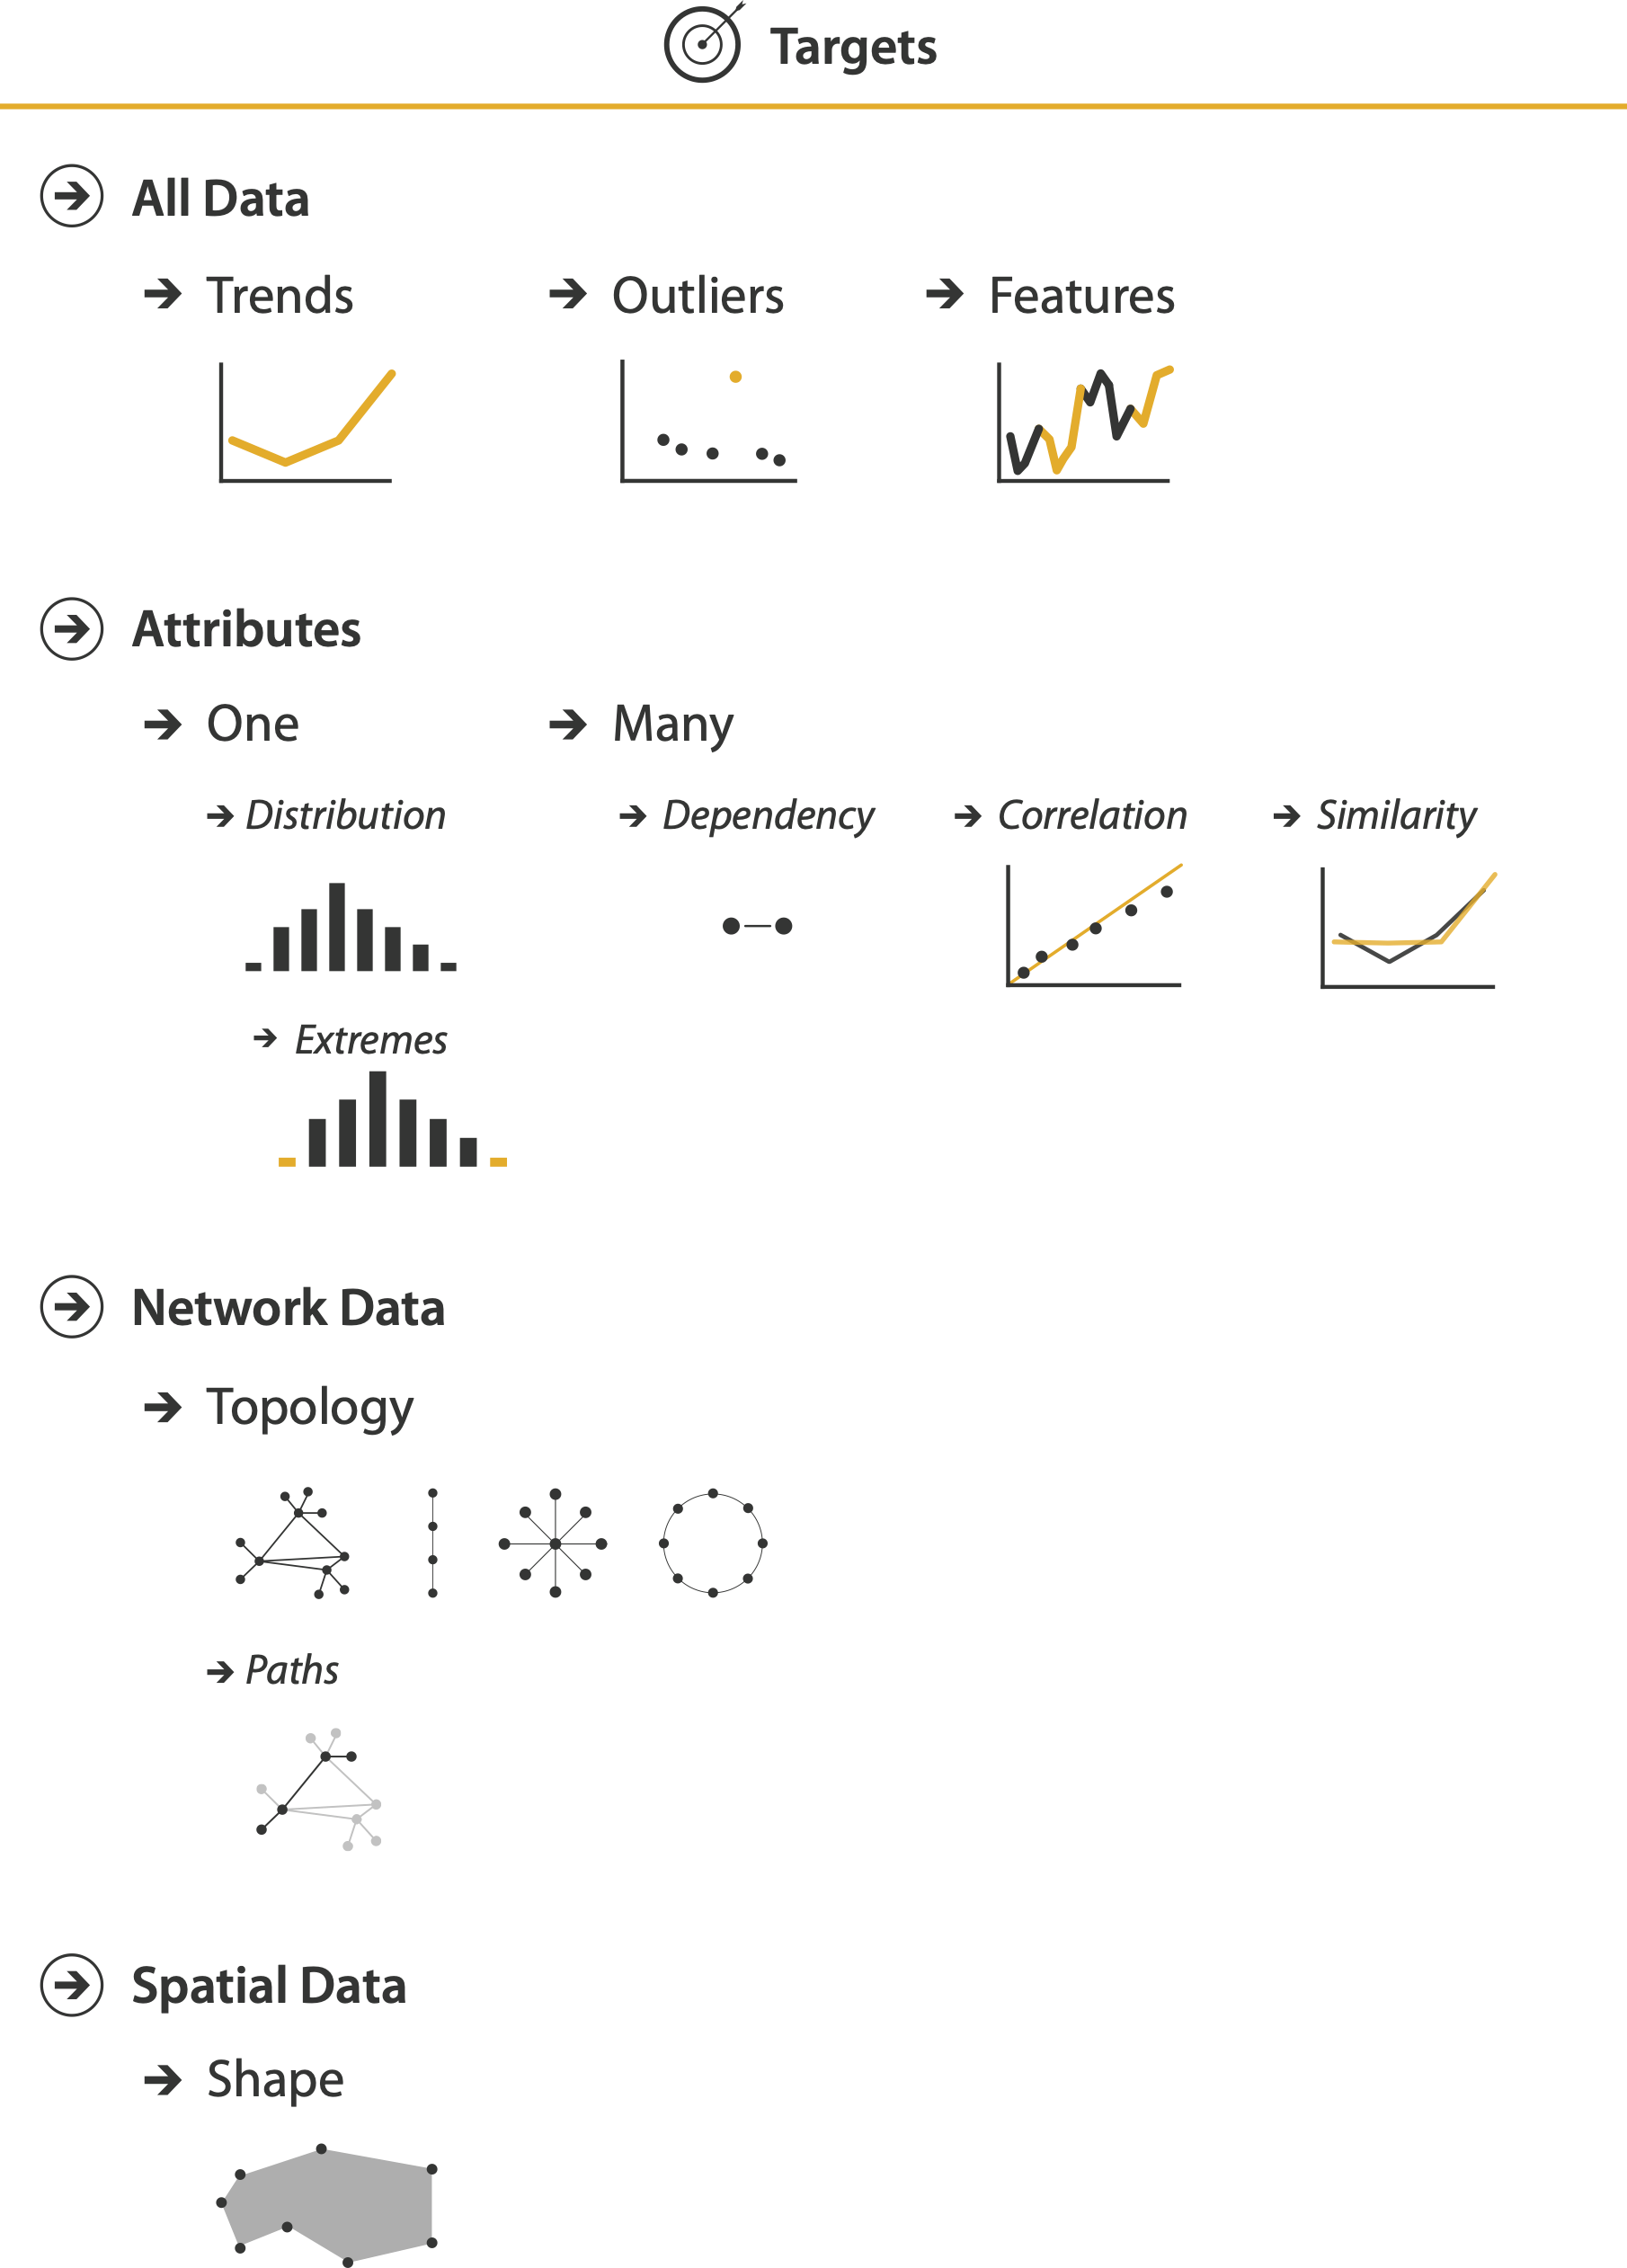 Targets
All Data
Trends
Outliers
Features
Attributes
One
Many
Distribution
Dependency
Correlation
Similarity
Extremes
Network Data
Topology
Paths
Spatial Data
Shape